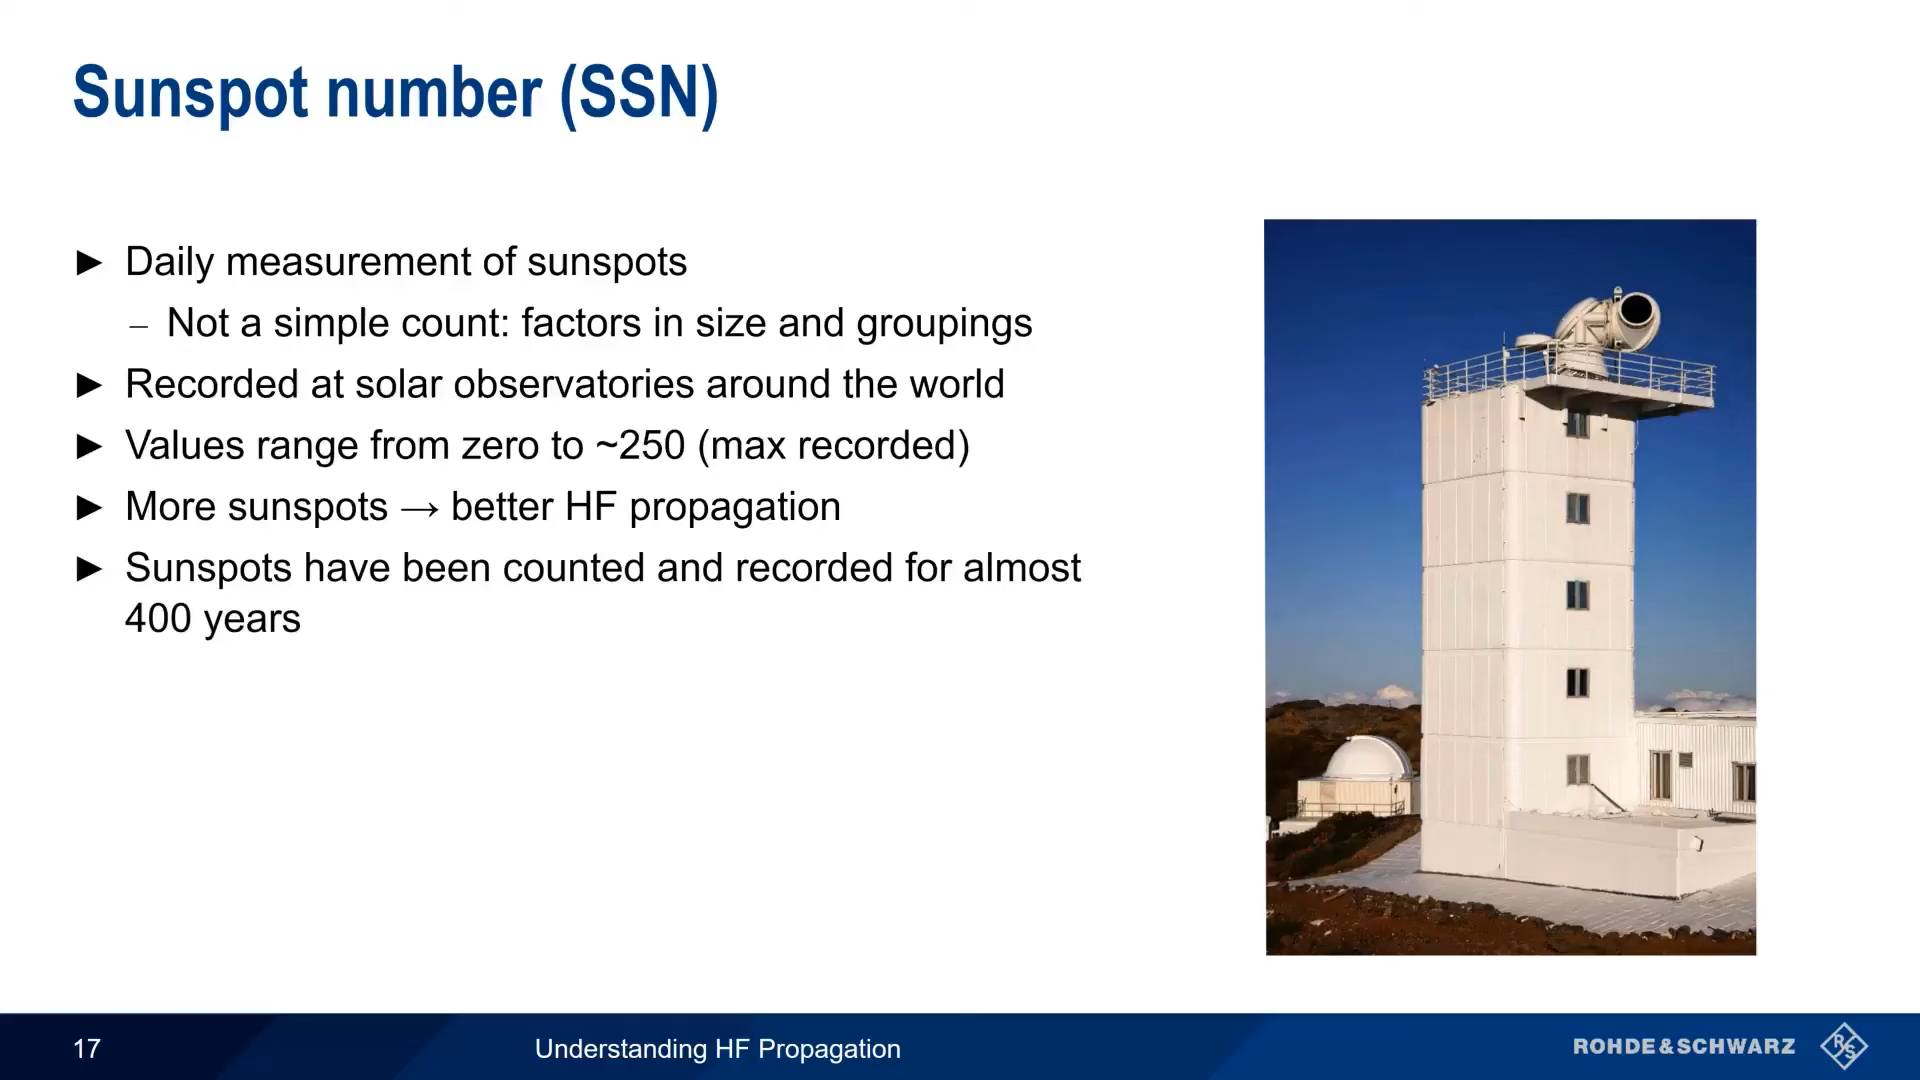 Sunspot number (SSN)
► Daily measurement of sunspots
– Not a simple count: factors in size and groupings
► Recorded at solar observatories around the world
► Values range from zero to ~250 (max recorded)
► More sunspots → better HF propagation
► Sunspots have been counted and recorded for almost
400 years
17
Understanding HF Propagation
ROHDE&SCHWARZ
R&S